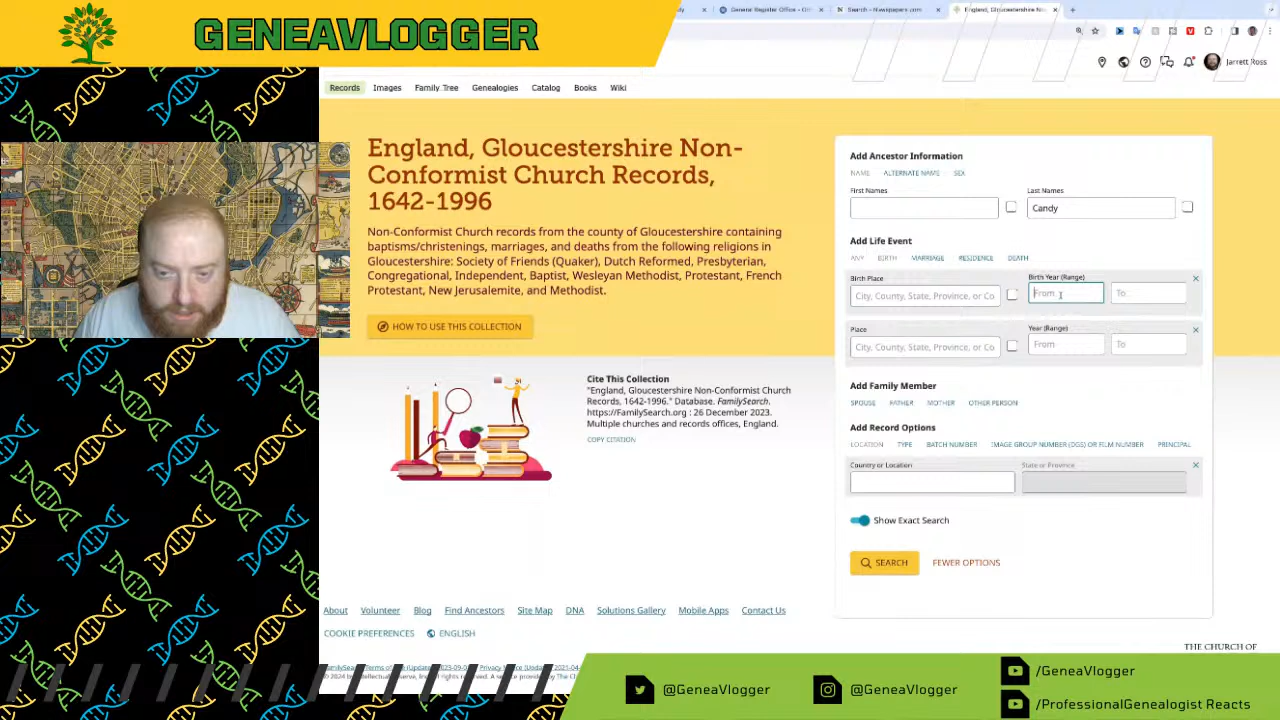 GENEAVLOGGER
General Register Office - O
Search - Newspapers.com
England, Gloucestershire No
Jarrett Ross
Records
Images
Family Tree
Genealogies
Catalog
Books
Wiki
England, Gloucestershire Non-
Conformist Church Records,
1642-1996
Non-Conformist Church records from the county of Gloucestershire containing
baptisms/christenings, marriages, and deaths from the following religions in
Gloucestershire: Society of Friends (Quaker), Dutch Reformed, Presbyterian,
Congregational, Independent, Baptist, Wesleyan Methodist, Protestant, French
Protestant, New Jerusalemite, and Methodist.
HOW TO USE THIS COLLECTION
Cite This Collection
"England, Gloucestershire Non-Conformist Church
Records, 1642-1996." Database. FamilySearch.
https://FamilySearch.org : 26 December 2023.
Multiple churches and records offices, England.
COPY CITATION
Add Ancestor Information
NAME ALTERNATE NAME SEX
First Names Last Names
Candy
Add Life Event
ANY BIRTH MARRIAGE RESIDENCE DEATH
Birth Place Birth Year (Range)
City, County, State, Province, or Co From To
Place Year (Range)
City, County, State, Province, or Co From To
Add Family Member
SPOUSE FATHER MOTHER OTHER PERSON
Add Record Options
LOCATION TYPE BATCH NUMBER IMAGE GROUP NUMBER (DGS) OR FILM NUMBER PRINCIPAL
Country or Location State or Province
Show Exact Search
SEARCH FEWER OPTIONS
About Volunteer Blog Find Ancestors Site Map DNA Solutions Gallery Mobile Apps Contact Us
COOKIE PREFERENCES ENGLISH
THE CHURCH OF
@GeneaVlogger
@GeneaVlogger
/GeneaVlogger
/ProfessionalGenealogist Reacts